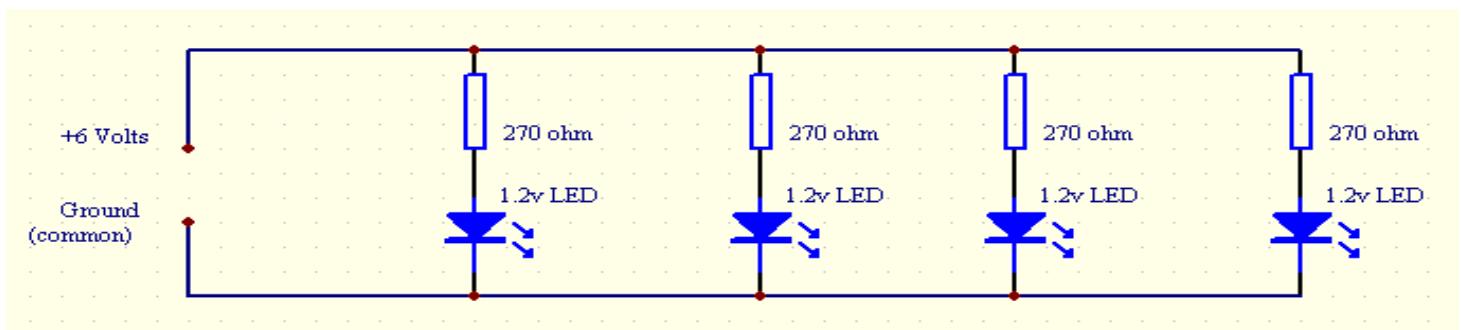 +6 Volts
Ground
(common)
270 ohm
1.2v LED
270 ohm
1.2v LED
270 ohm
1.2v LED
270 ohm
1.2v LED